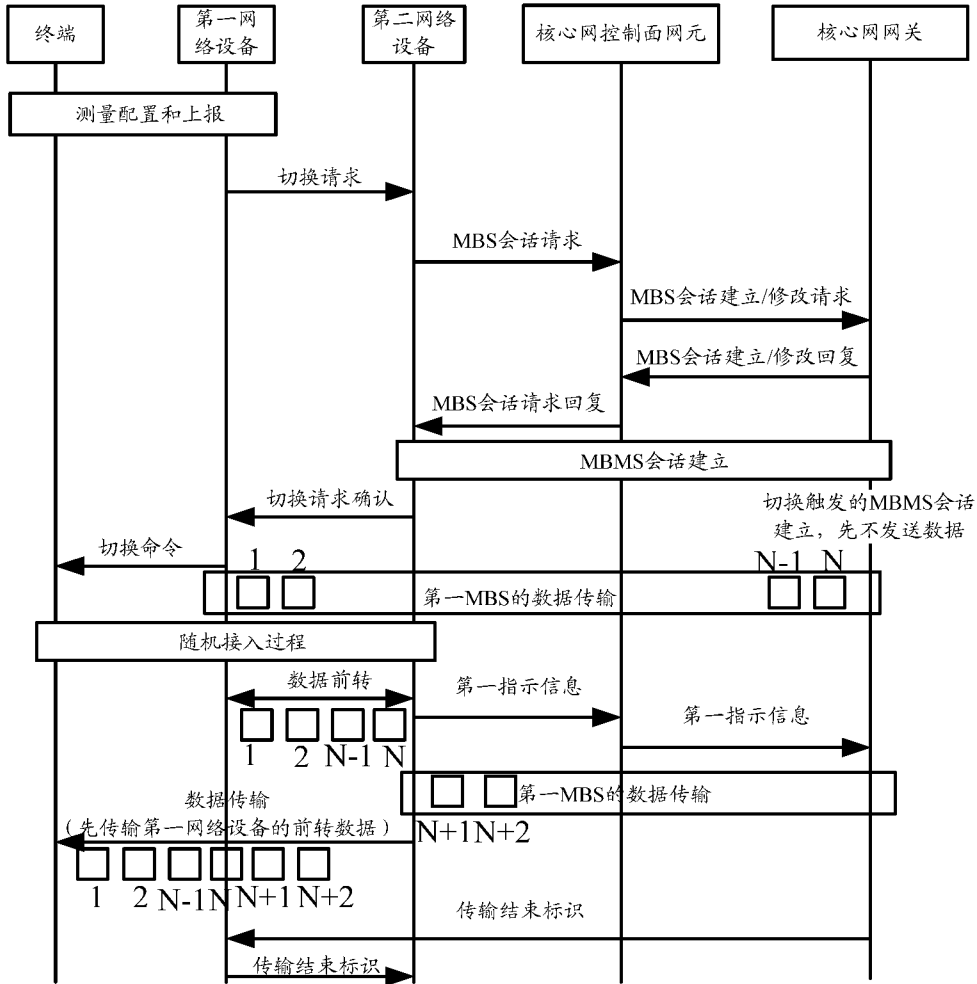 终端
第一网
络设备
第二网络
设备
核心网控制面网元
核心网网关
测量配置和上报
切换请求
MBS会话请求
MBS会话建立/修改请求
MBS会话建立/修改回复
MBS会话请求回复
MBMS会话建立
切换请求确认
切换触发的MBMS会话
建立，先不发送数据
切换命令
1 2 N-1 N
第一MBS的数据传输
随机接入过程
数据前转
第一指示信息
第一指示信息
1 2 N-1 N
第一MBS的数据传输
N+1 N+2
数据传输
（先传输第一网络设备的前转数据）
1 2 N-1 N N+1 N+2
传输结束标识
传输结束标识